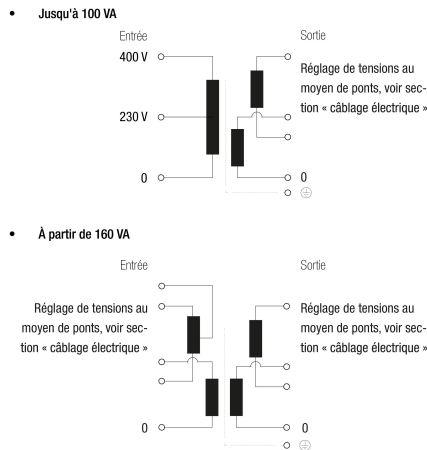 • Jusqu'à 100 VA
Entrée
Sortie
400 V
Réglage de tensions au
moyen de ponts, voir sec-
tion « câblage électrique »
230 V
0
0
• À partir de 160 VA
Entrée
Sortie
Réglage de tensions au
moyen de ponts, voir sec-
tion « câblage électrique »
Réglage de tensions au
moyen de ponts, voir sec-
tion « câblage électrique »
0
0